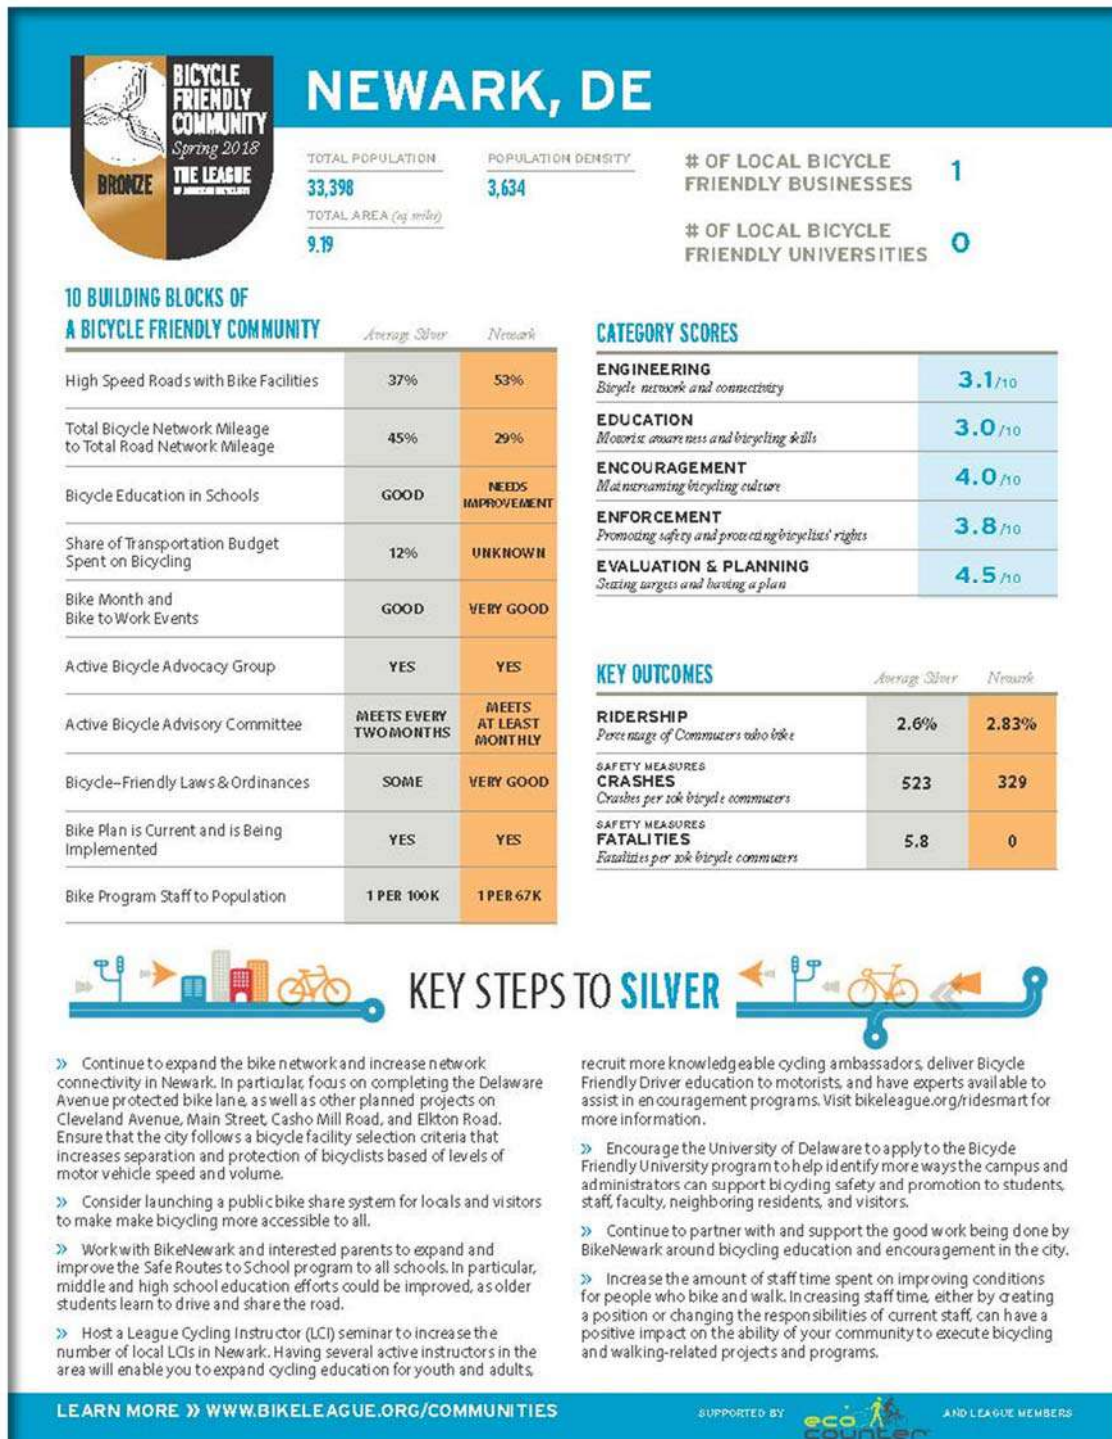 BICYCLE
FRIENDLY
COMMUNITY
Spring 2018
THE LEAGUE
BRONZE
NEWARK, DE
TOTAL POPULATION
33,398
POPULATION DENSITY
3,634
TOTAL AREA (sq. miles)
9.19
# OF LOCAL BICYCLE
FRIENDLY BUSINESSES
1
# OF LOCAL BICYCLE
FRIENDLY UNIVERSITIES
0
10 BUILDING BLOCKS OF
A BICYCLE FRIENDLY COMMUNITY
Average Silver
Newark
High Speed Roads with Bike Facilities
37%
53%
Total Bicycle Network Mileage
to Total Road Network Mileage
45%
29%
Bicycle Education in Schools
GOOD
NEEDS
IMPROVEMENT
Share of Transportation Budget
Spent on Bicycling
12%
UNKNOWN
Bike Month and
Bike to Work Events
GOOD
VERY GOOD
Active Bicycle Advocacy Group
YES
YES
Active Bicycle Advisory Committee
MEETS EVERY
TWO MONTHS
MEETS
AT LEAST
MONTHLY
Bicycle–Friendly Laws & Ordinances
SOME
VERY GOOD
Bike Plan is Current and is Being
Implemented
YES
YES
Bike Program Staff to Population
1 PER 100K
1 PER 67K
CATEGORY SCORES
ENGINEERING
Bicycle network and connectivity
3.1/10
EDUCATION
Motorist awareness and bicycling skills
3.0/10
ENCOURAGEMENT
Mainstreaming bicycling culture
4.0/10
ENFORCEMENT
Promoting safety and protecting bicyclists' rights
3.8/10
EVALUATION & PLANNING
Setting targets and having a plan
4.5/10
KEY OUTCOMES
Average Silver
Newark
RIDERSHIP
Percentage of Commuters who bike
2.6%
2.83%
SAFETY MEASURES
CRASHES
Crashes per 10k bicycle commuters
523
329
SAFETY MEASURES
FATALITIES
Fatalities per 10k bicycle commuters
5.8
0
KEY STEPS TO SILVER
» Continue to expand the bike network and increase network
connectivity in Newark. In particular, focus on completing the Delaware
Avenue protected bike lane, as well as other planned projects on
Cleveland Avenue, Main Street, Casho Mill Road, and Elkton Road.
Ensure that the city follows a bicycle facility selection criteria that
increases separation and protection of bicyclists based of levels of
motor vehicle speed and volume.
» Consider launching a public bike share system for locals and visitors
to make make bicycling more accessible to all.
» Work with BikeNewark and interested parents to expand and
improve the Safe Routes to School program to all schools. In particular,
middle and high school education efforts could be improved, as older
students learn to drive and share the road.
» Host a League Cycling Instructor (LCI) seminar to increase the
number of local LCIs in Newark. Having several active instructors in the
area will enable you to expand cycling education for youth and adults,
recruit more knowledgeable cycling ambassadors, deliver Bicycle
Friendly Driver education to motorists, and have experts available to
assist in encouragement programs. Visit bikeleague.org/ridesmart for
more information.
» Encourage the University of Delaware to apply to the Bicycle
Friendly University program to help identify more ways the campus and
administrators can support bicycling safety and promotion to students,
staff, faculty, neighboring residents, and visitors.
» Continue to partner with and support the good work being done by
BikeNewark around bicycling education and encouragement in the city.
» Increase the amount of staff time spent on improving conditions
for people who bike and walk. Increasing staff time, either by creating
a position or changing the responsibilities of current staff, can have a
positive impact on the ability of your community to execute bicycling
and walking-related projects and programs.
LEARN MORE » WWW.BIKELEAGUE.ORG/COMMUNITIES
SUPPORTED BY
eco
counter
AND LEAGUE MEMBERS